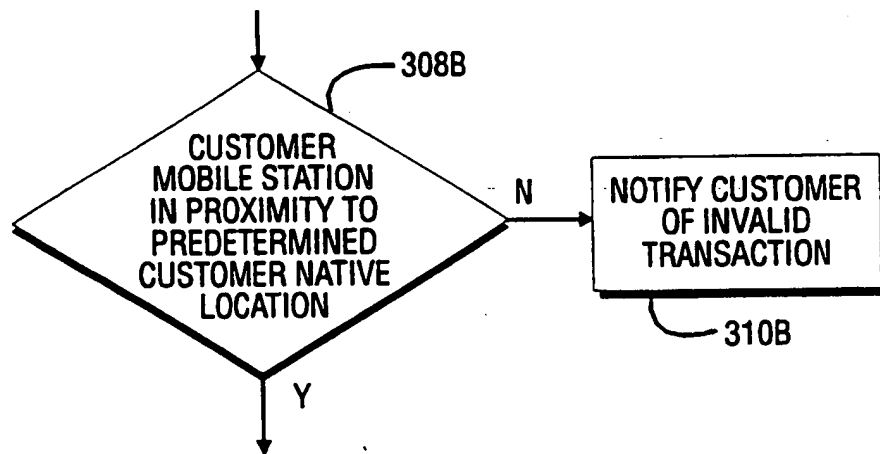 308B
CUSTOMER
MOBILE STATION
IN PROXIMITY TO
PREDETERMINED
CUSTOMER NATIVE
LOCATION
N
NOTIFY CUSTOMER
OF INVALID
TRANSACTION
310B
Y